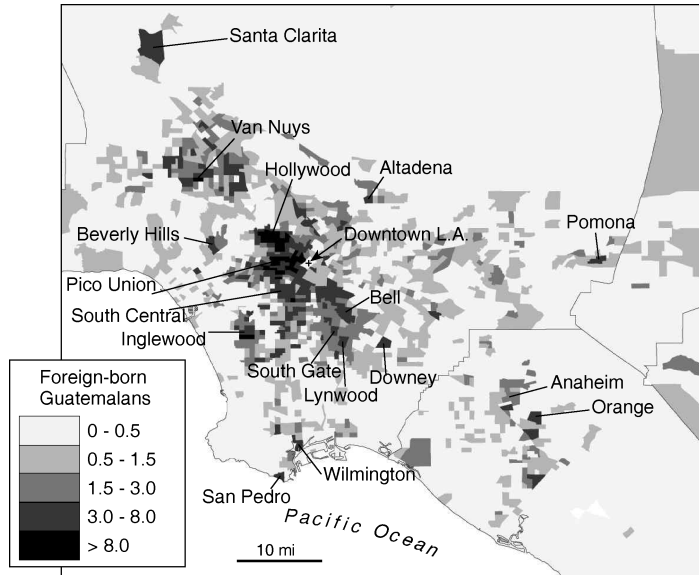 Santa Clarita
Van Nuys
Hollywood
Altadena
Beverly Hills
Downtown L.A.
Pomona
Pico Union
Bell
South Central
Inglewood
South Gate
Downey
Lynwood
Anaheim
Orange
Foreign-born
Guatemalans
0 - 0.5
0.5 - 1.5
1.5 - 3.0
3.0 - 8.0
> 8.0
Wilmington
San Pedro
Pacific Ocean
10 mi